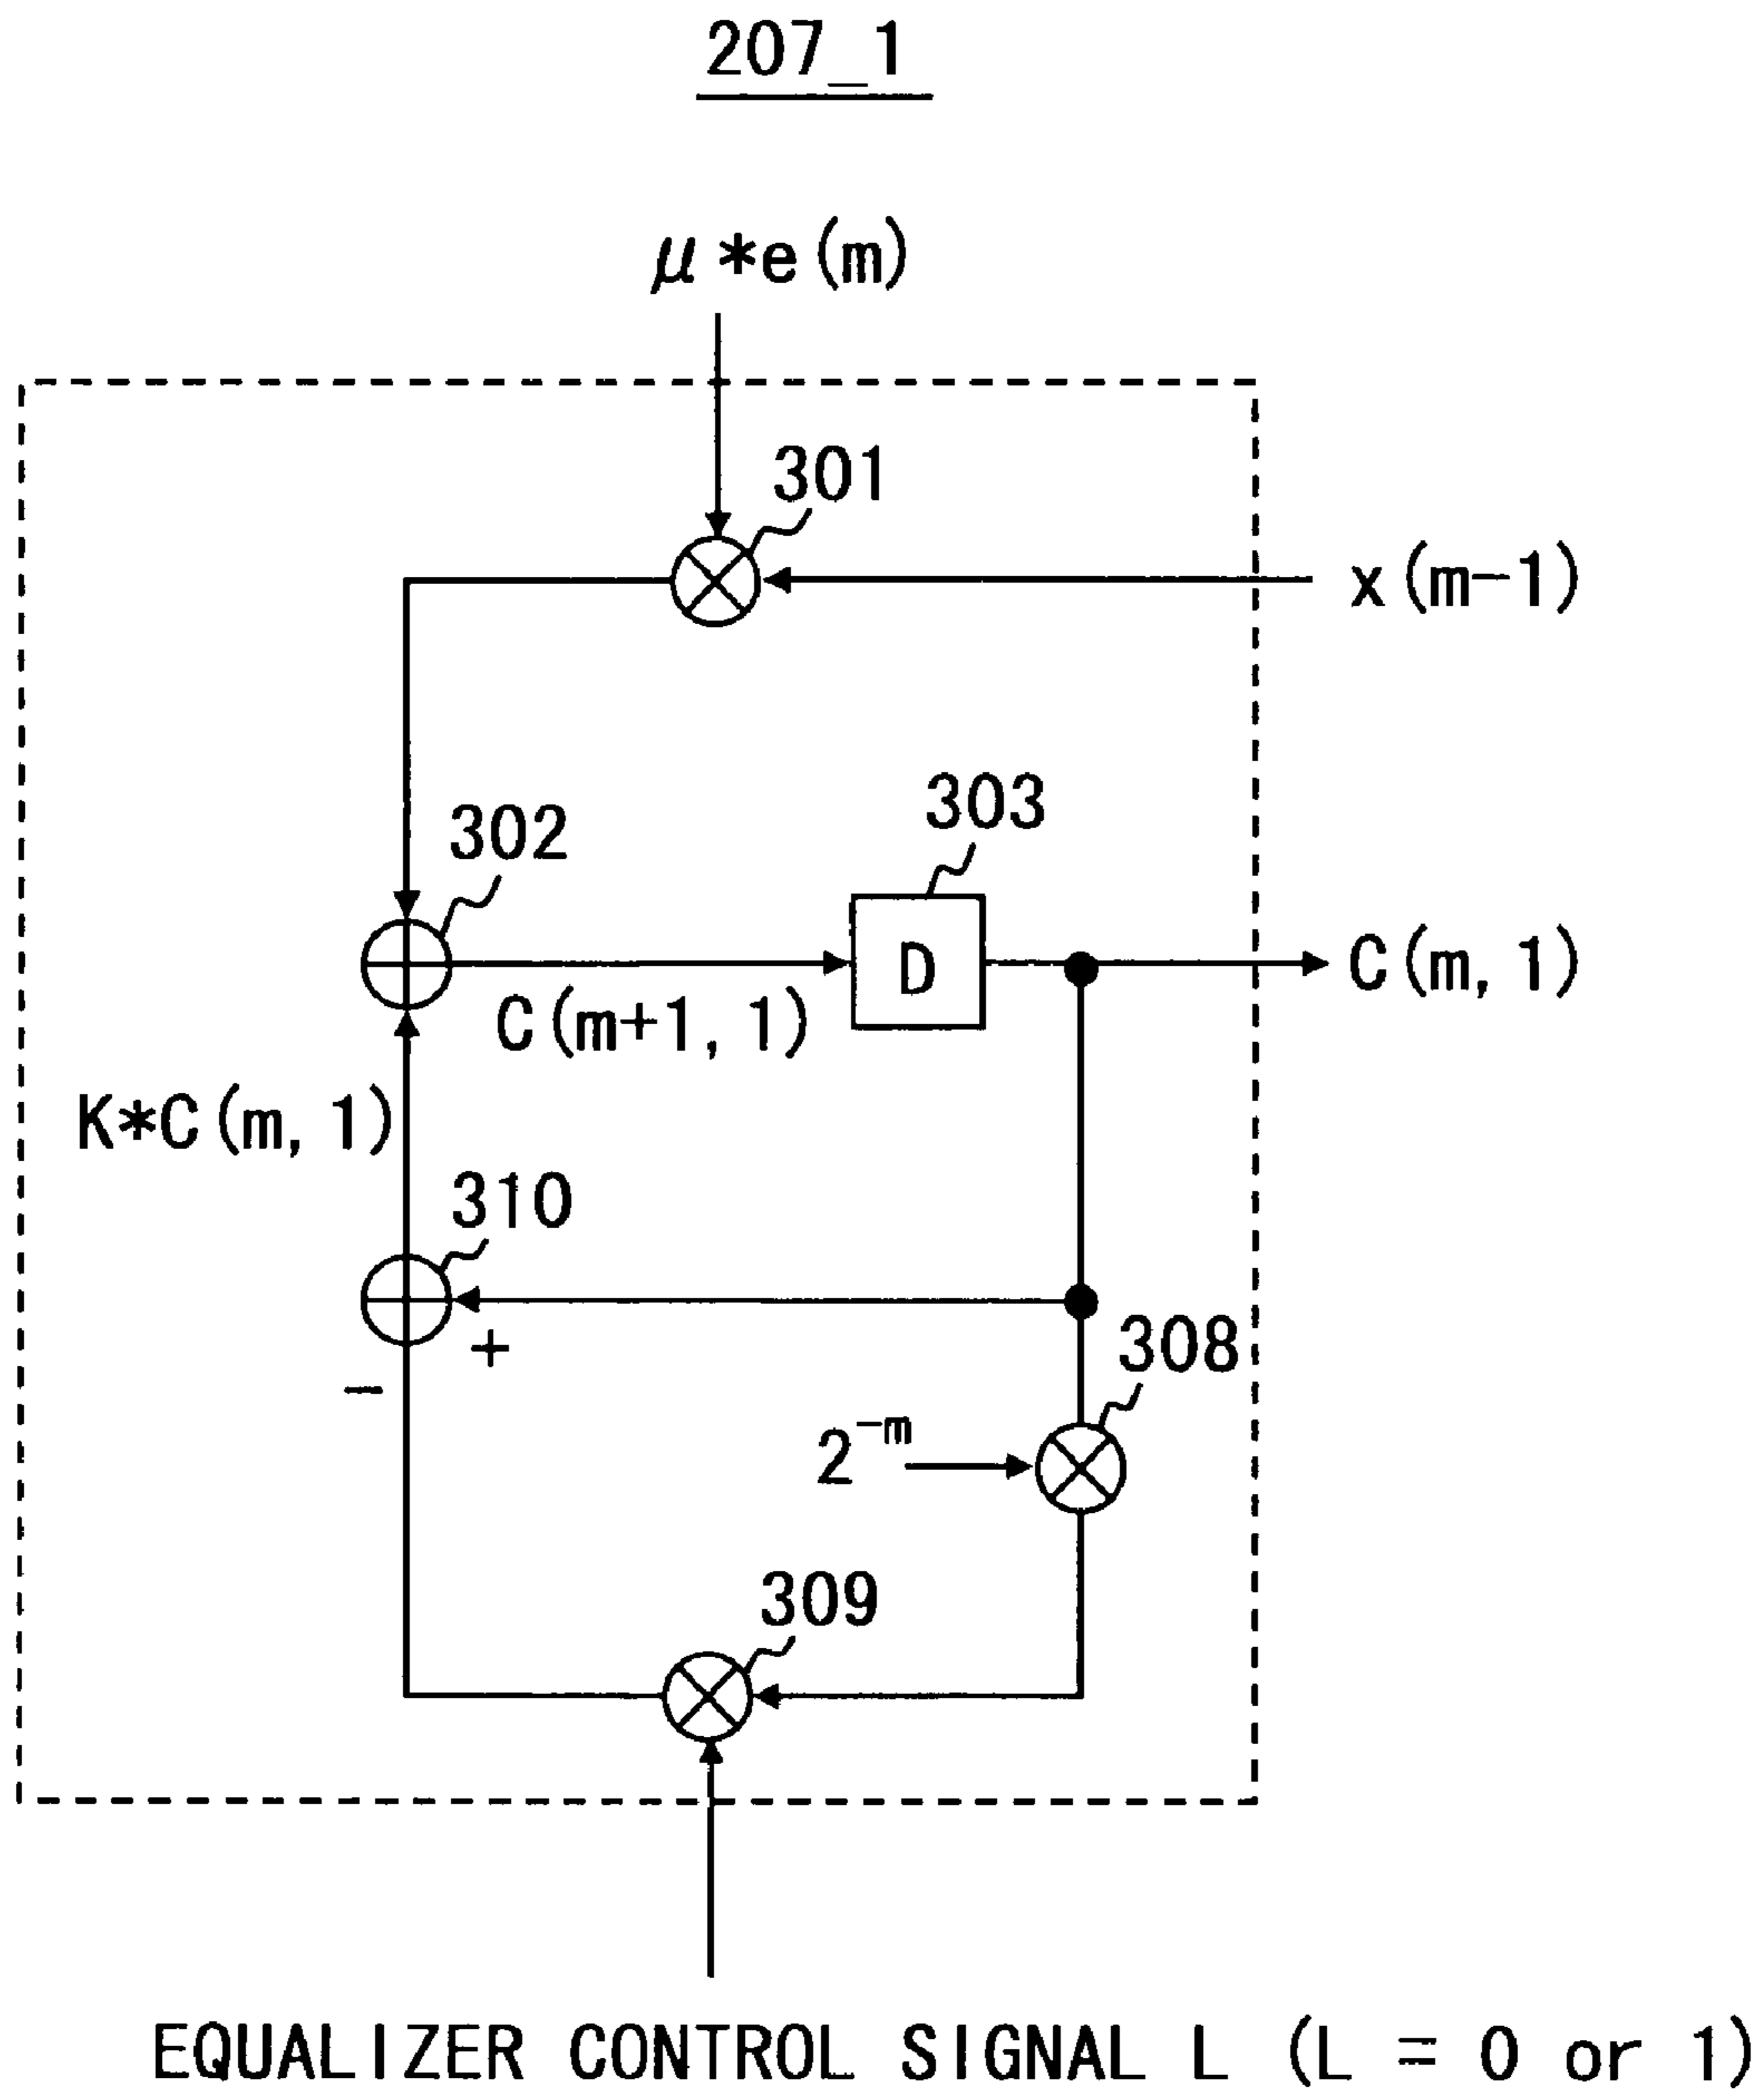 207_1
μ*e(m)
301
x(m-1)
303
302
D
C(m,1)
C(m+1,1)
K*C(m,1)
310
+
308
-
2^-m
309
EQUALIZER CONTROL SIGNAL L (L = 0 or 1)